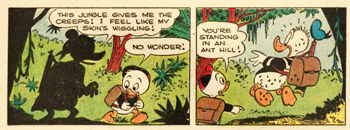 THIS JUNGLE GIVES ME THE
CREEPS! I FEEL LIKE MY
SKIN'S WIGGLING!
NO WONDER!
YOU'RE
STANDING
IN AN
ANT HILL!